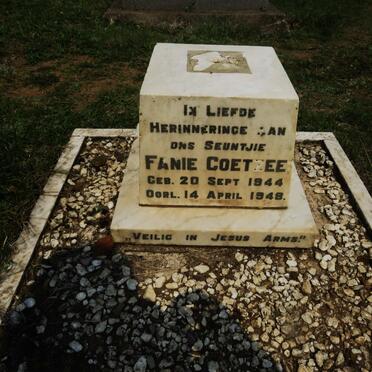 IN LIEFDE
HERINNERINGE AAN
ONS SEUNTJIE
FANIE COETZEE
GEB. 20 SEPT 1944
OORL. 14 APRIL 1948.
„VEILIG IN JESUS ARMS."